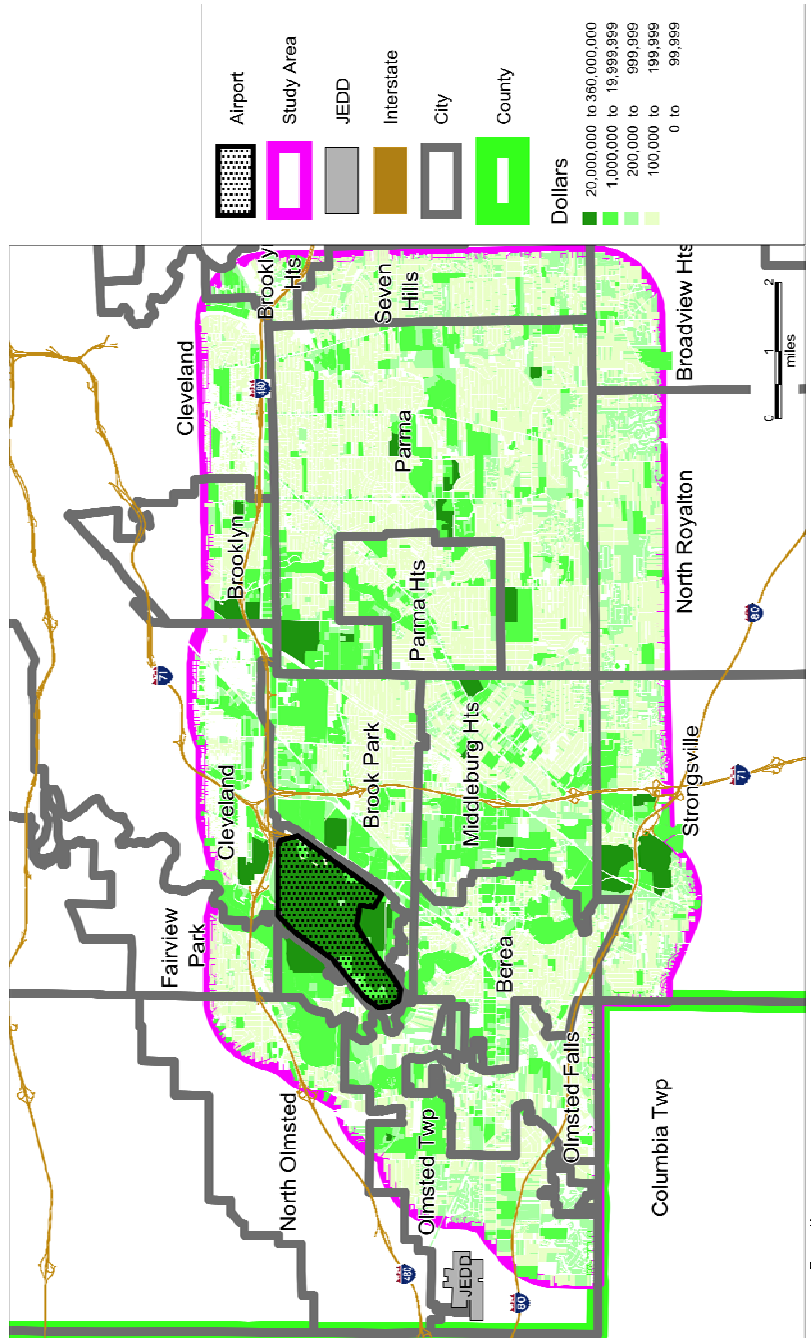 Airport
Study Area
JEDD
Interstate
City
County
Dollars
20,000,000 to 360,000,000
1,000,000 to 19,999,999
200,000 to 999,999
100,000 to 199,999
0 to 99,999
Cleveland
Brookly
Hts
Seven
Hills
Broadview Hts
Brooklyn
Parma
Parma Hts
North Royalton
Cleveland
Brook Park
Middleburg Hts
Strongsville
Fairview
Park
Berea
North Olmsted
Olmsted Twp
Olmsted Falls
Columbia Twp
JEDD
71
480
80
71
480
80
0 1 2
miles